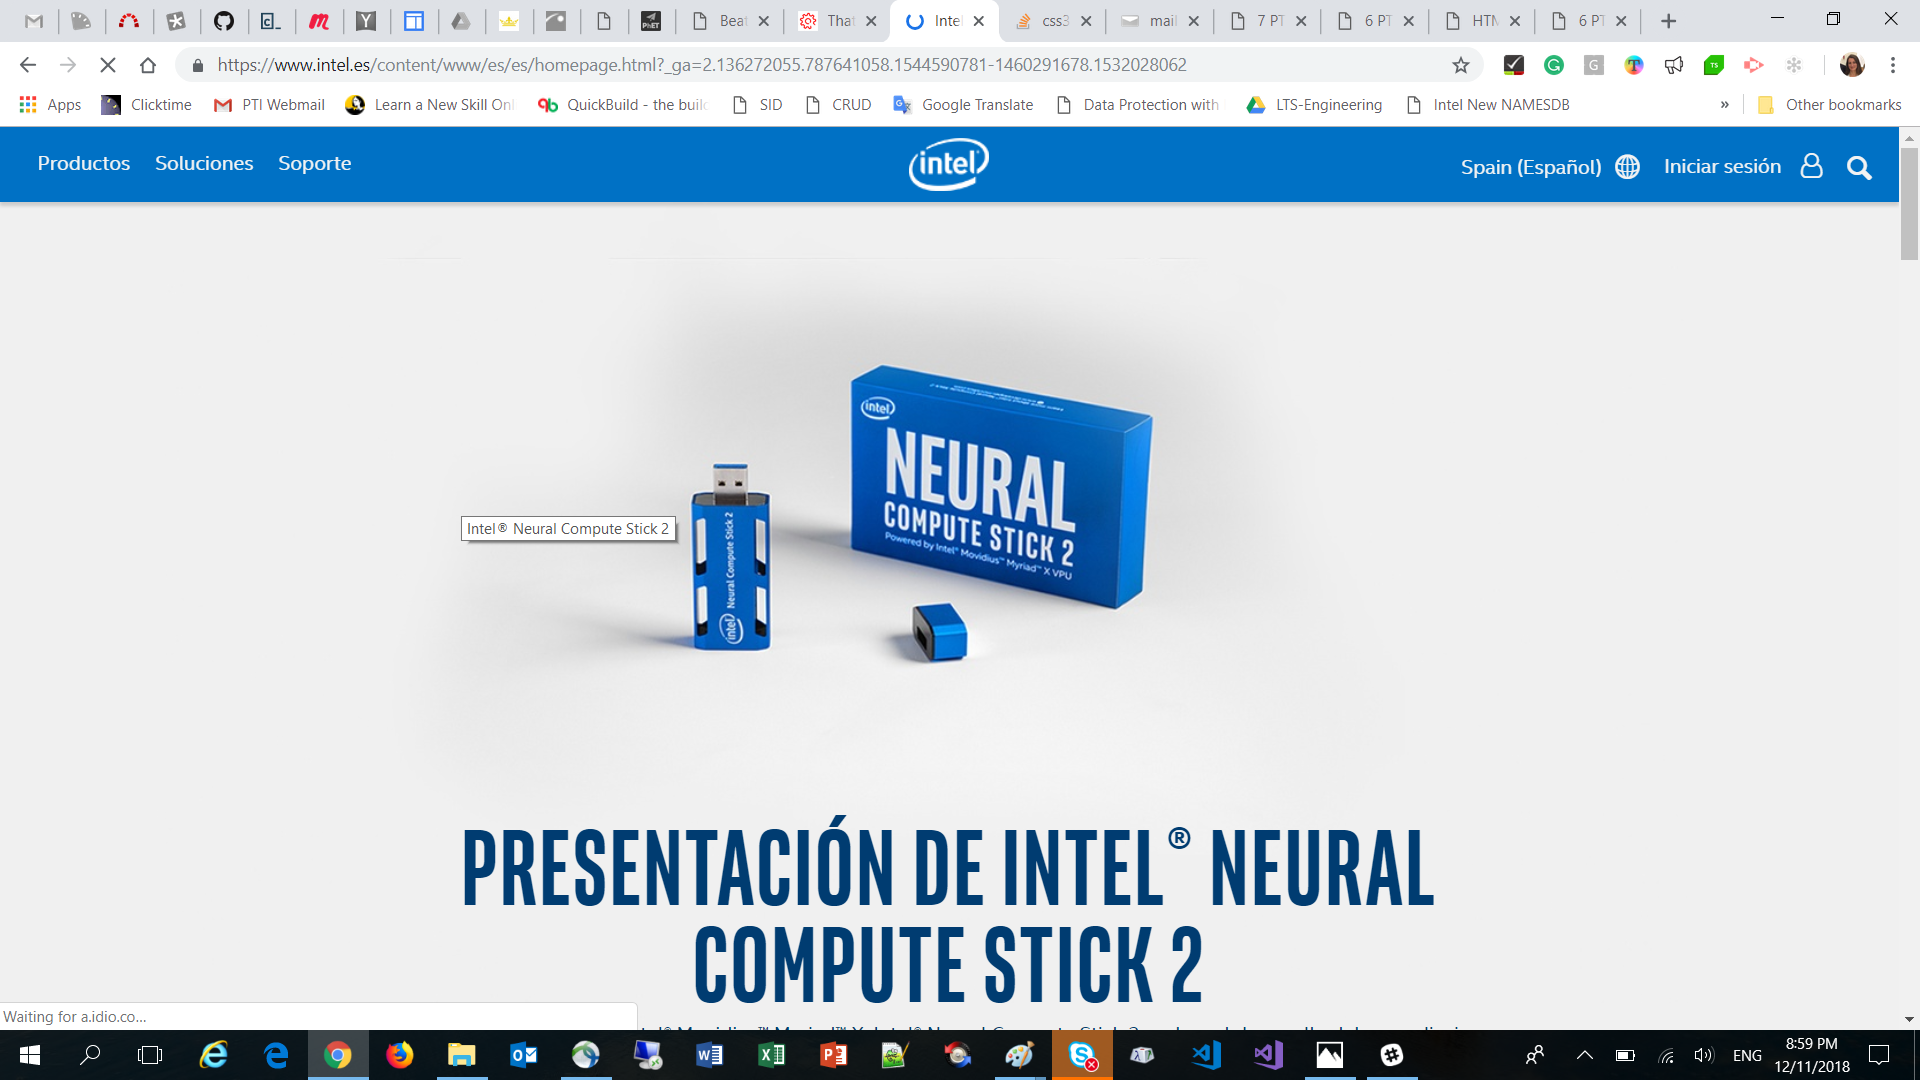 Beat
That
Intel
css3
mail
7 PT
6 PT
HTM
6 PT
https://www.intel.es/content/www/es/es/homepage.html?_ga=2.136272055.787641058.1544590781-1460291678.1532028062
Apps
Clicktime
PTI Webmail
Learn a New Skill Onl
QuickBuild - the build
SID
CRUD
Google Translate
Data Protection with
LTS-Engineering
Intel New NAMESDB
»
Other bookmarks
Productos
Soluciones
Soporte
intel
Spain (Español)
Iniciar sesión
intel
NEURAL
COMPUTE STICK 2
Powered by Intel® Movidius™ Myriad™ X VPU
Intel® Neural Compute Stick 2
intel Neural Compute Stick 2
PRESENTACIÓN DE INTEL® NEURAL
COMPUTE STICK 2
Waiting for a.idio.co...
ENG
8:59 PM
12/11/2018